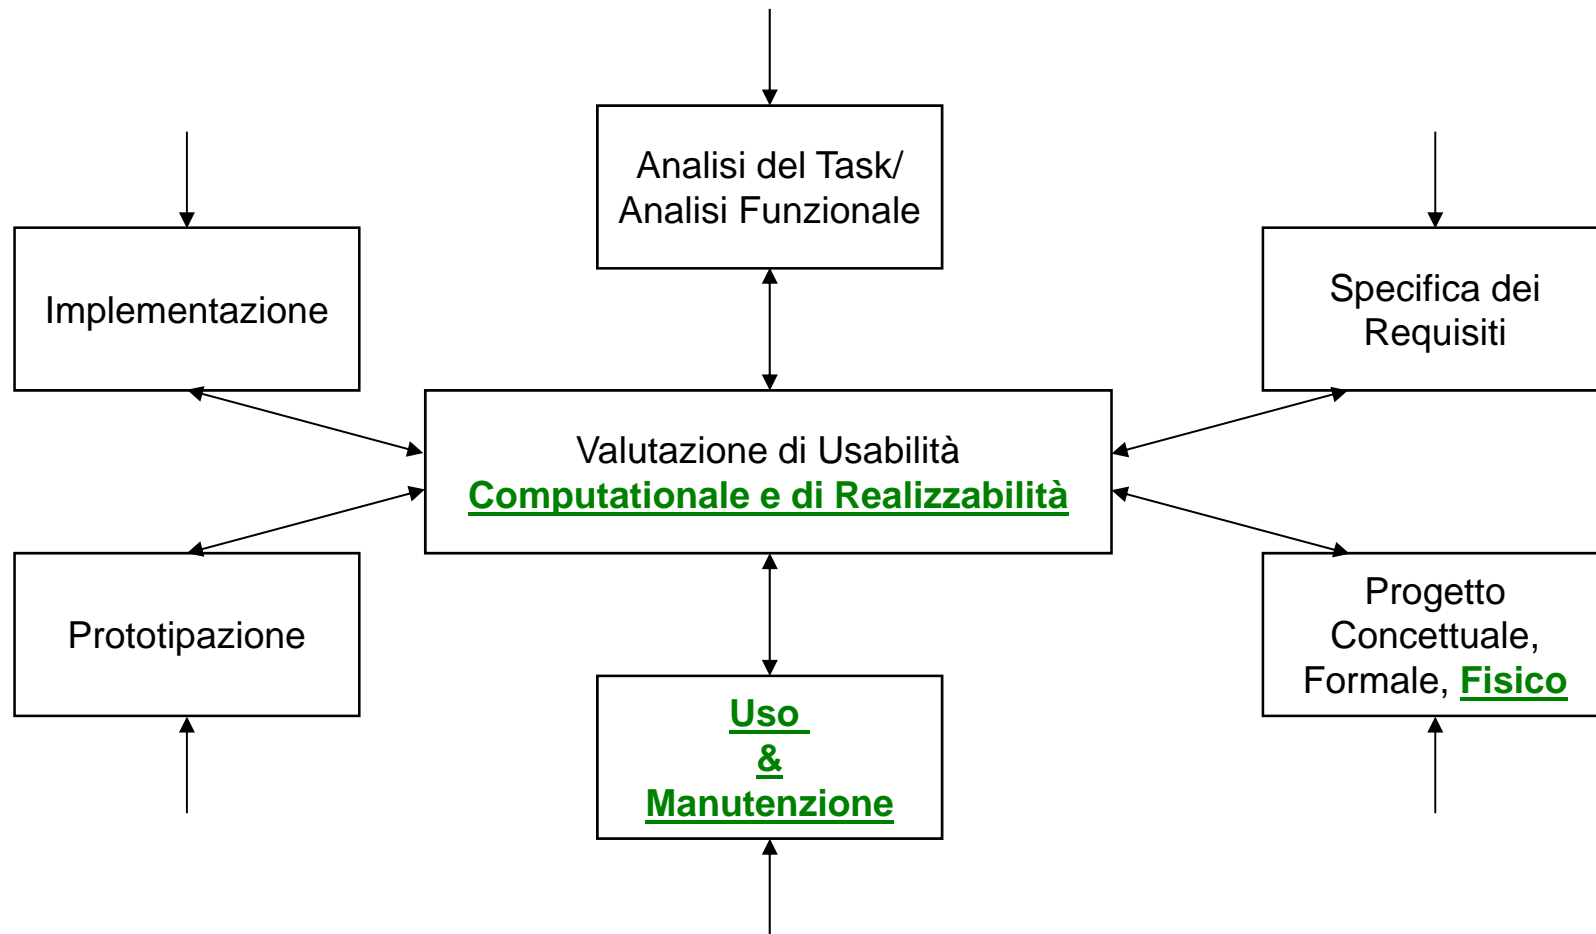 Analisi del Task/
Analisi Funzionale
Implementazione
Specifica dei
Requisiti
Valutazione di Usabilità
Computationale e di Realizzabilità
Prototipazione
Progetto
Concettuale,
Formale, Fisico
Uso
&
Manutenzione